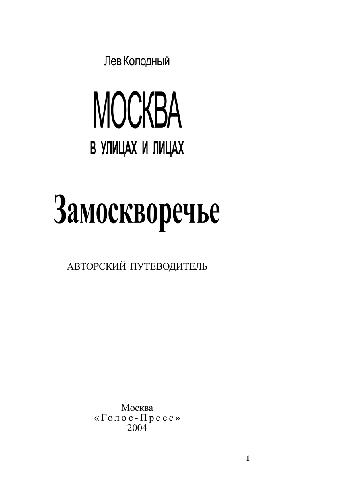 Лев Колодный
МОСКВА
В УЛИЦАХ И ЛИЦАХ
Замоскворечье
АВТОРСКИЙ ПУТЕВОДИТЕЛЬ
Москва
«Голос-Пресс»
2004
1